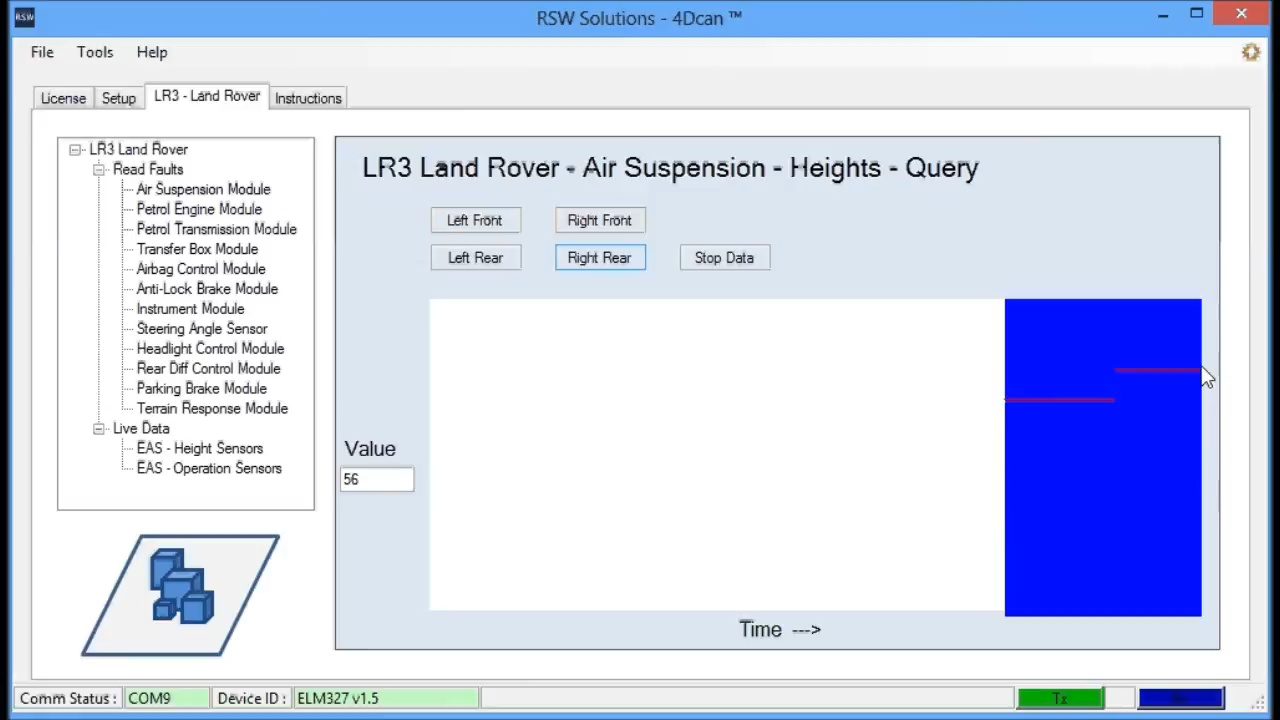 RSW
RSW Solutions - 4Dcan ™
File Tools Help
License Setup LR3 - Land Rover Instructions
LR3 Land Rover
Read Faults
Air Suspension Module
Petrol Engine Module
Petrol Transmission Module
Transfer Box Module
Airbag Control Module
Anti-Lock Brake Module
Instrument Module
Steering Angle Sensor
Headlight Control Module
Rear Diff Control Module
Parking Brake Module
Terrain Response Module
Live Data
EAS - Height Sensors
EAS - Operation Sensors
LR3 Land Rover - Air Suspension - Heights - Query
Left Front Right Front
Left Rear Right Rear Stop Data
Value
56
Time --->
Comm Status : COM9 Device ID : ELM327 v1.5 Tx